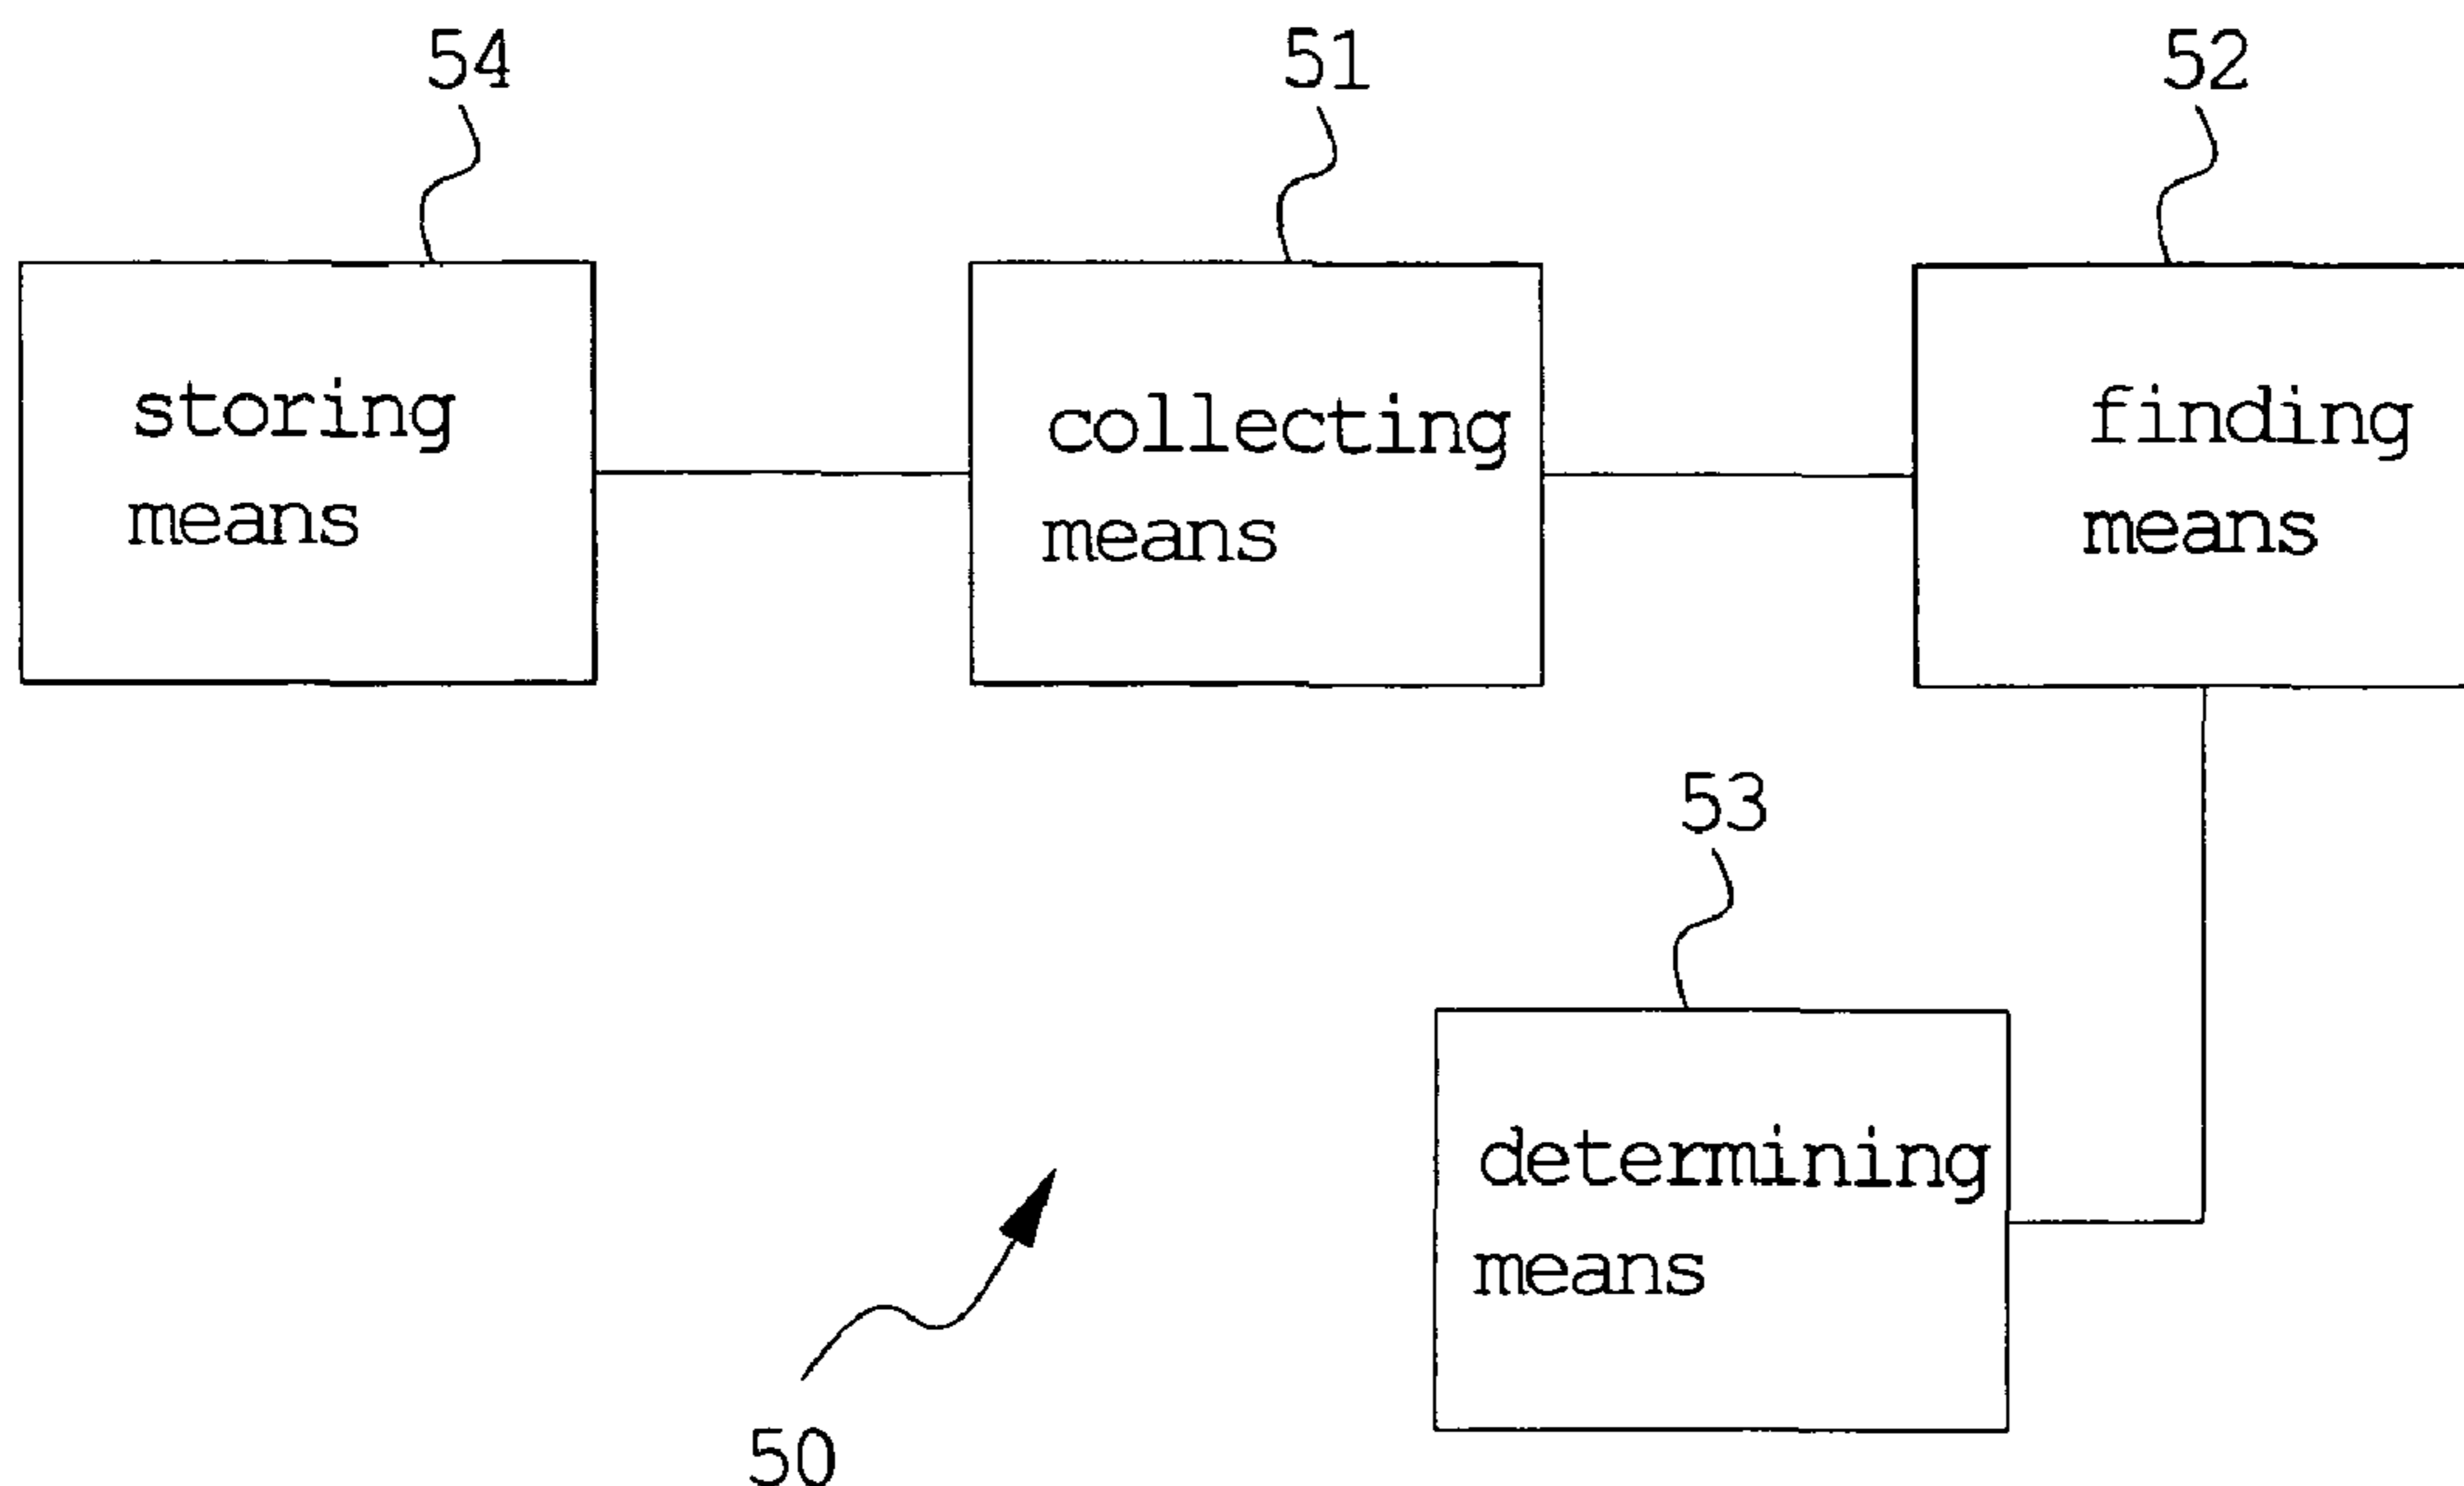 54
51
52
storing
means
collecting
means
finding
means
53
determining
means
50